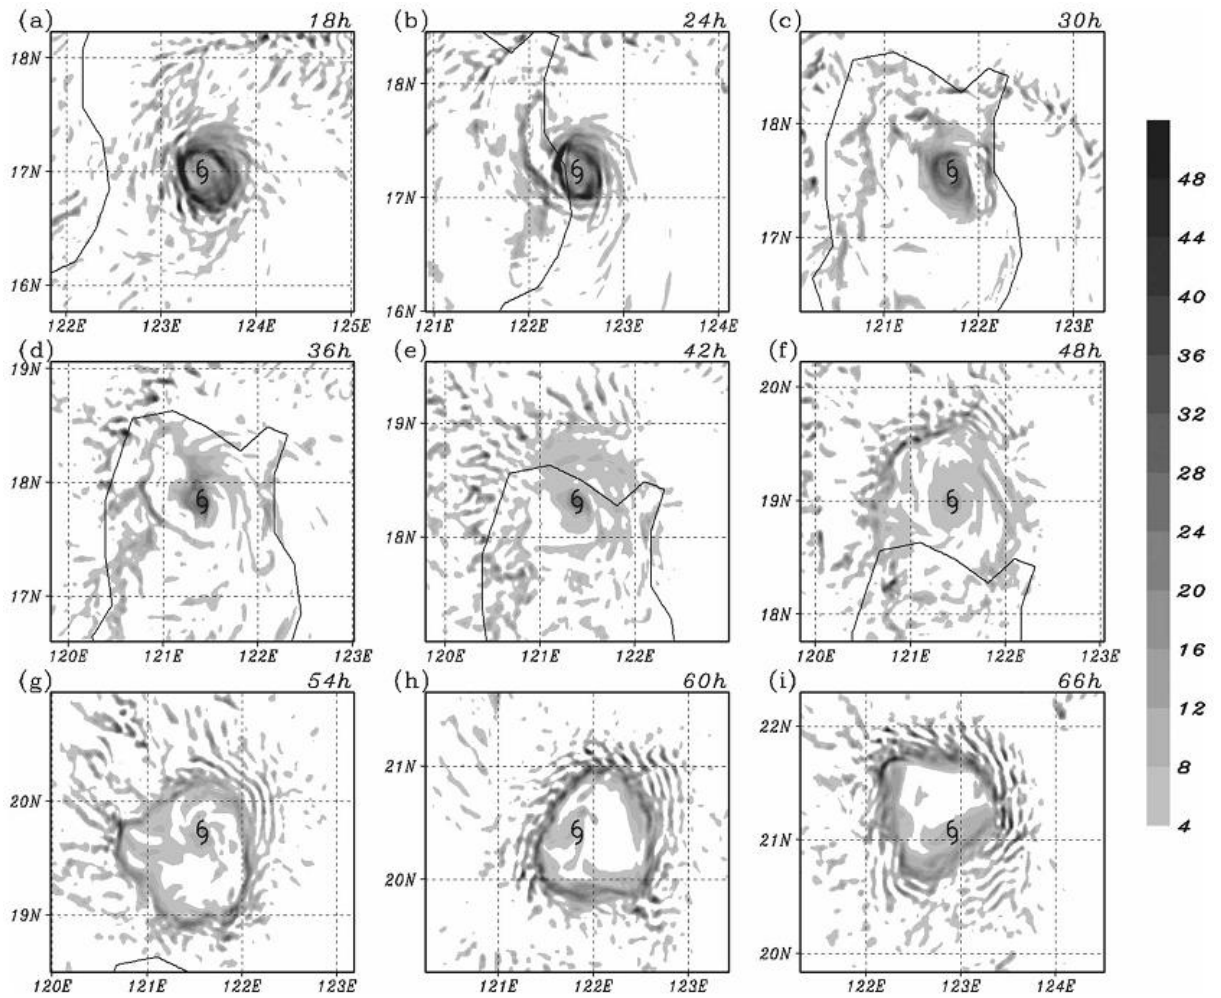 (a) 18h (b) 24h (c) 30h
18N 18N 18N
17N 17N 17N
16N 16N
122E 123E 124E 125E 121E 122E 123E 124E 121E 122E 123E
(d) 36h (e) 42h (f) 48h
19N 19N 20N
18N 18N 19N
17N 18N
120E 121E 122E 123E 121E 122E 120E 121E 122E 123E
(g) 54h (h) 60h (i) 66h
20N 21N 22N
19N 20N 21N
20N
120E 121E 122E 123E 121E 122E 123E 122E 123E 124E
48
44
40
36
32
28
24
20
16
12
8
4